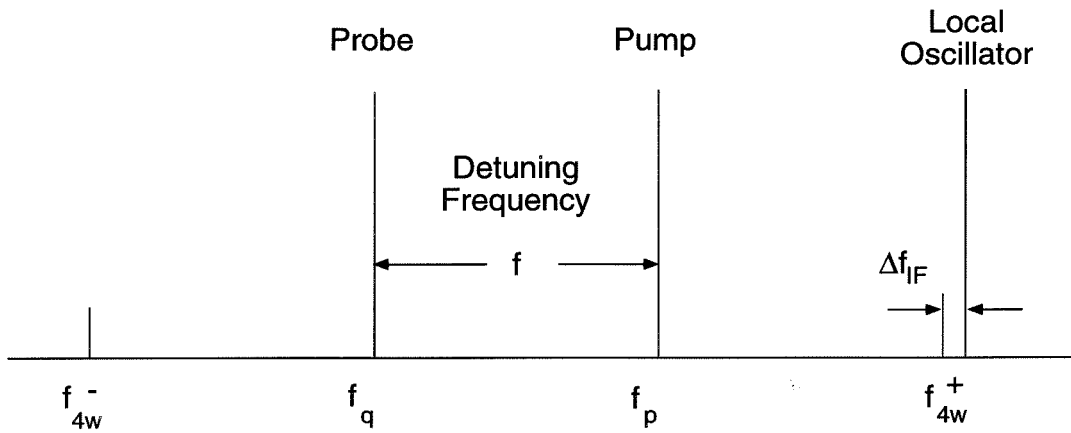 Probe
Pump
Local
Oscillator
Detuning
Frequency
f
Δf_IF
f_4w^-
f_q
f_p
f_4w^+